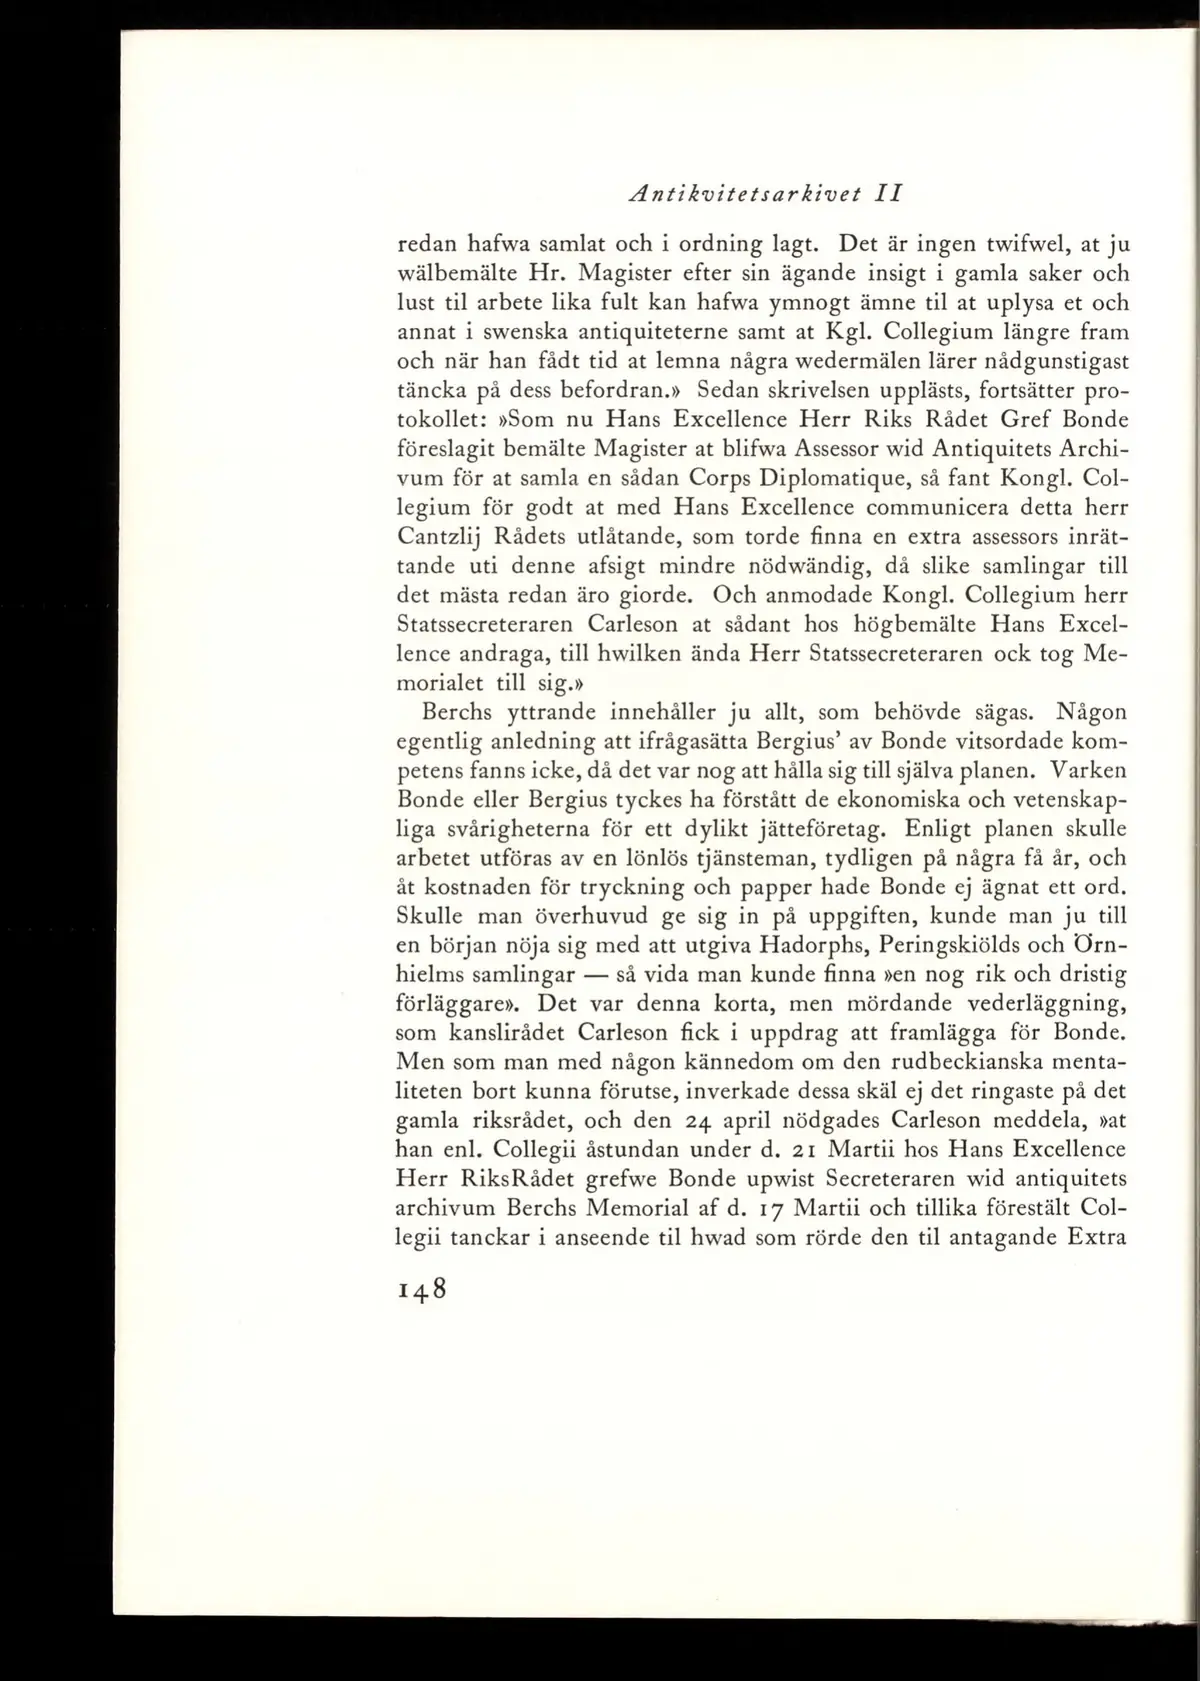 Antikvitetsarkivet II
redan hafwa samlat och i ordning lagt. Det är ingen twifwel, at ju
wälbemälte Hr. Magister efter sin ägande insigt i gamla saker och
lust til arbete lika fult kan hafwa ymnogt ämne til at uplysa et och
annat i swenska antiquiteterne samt at Kgl. Collegium längre fram
och när han fådt tid at lemna några wedermälen lärer nådgunstigast
täncka på dess befordran.» Sedan skrivelsen upplästs, fortsätter pro-
tokollet: »Som nu Hans Excellence Herr Riks Rådet Gref Bonde
föreslagit bemälte Magister at blifwa Assessor wid Antiquitets Archi-
vum för at samla en sådan Corps Diplomatique, så fant Kongl. Col-
legium för godt at med Hans Excellence communicera detta herr
Cantzlij Rådets utlåtande, som torde finna en extra assessors inrät-
tande uti denne afsigt mindre nödwändig, då slike samlingar till
det mästa redan äro giorde. Och anmodade Kongl. Collegium herr
Statssecreteraren Carleson at sådant hos högbemälte Hans Excel-
lence andraga, till hwilken ända Herr Statssecreteraren ock tog Me-
morialet till sig.»
Berchs yttrande innehåller ju allt, som behövde sägas. Någon
egentlig anledning att ifrågasätta Bergius’ av Bonde vitsordade kom-
petens fanns icke, då det var nog att hålla sig till själva planen. Varken
Bonde eller Bergius tyckes ha förstått de ekonomiska och vetenskap-
liga svårigheterna för ett dylikt jätteföretag. Enligt planen skulle
arbetet utföras av en lönlös tjänsteman, tydligen på några få år, och
åt kostnaden för tryckning och papper hade Bonde ej ägnat ett ord.
Skulle man överhuvud ge sig in på uppgiften, kunde man ju till
en början nöja sig med att utgiva Hadorphs, Peringskiölds och Örn-
hielms samlingar — så vida man kunde finna »en nog rik och dristig
förläggare». Det var denna korta, men mördande vederläggning,
som kanslirådet Carleson fick i uppdrag att framlägga för Bonde.
Men som man med någon kännedom om den rudbeckianska menta-
liteten bort kunna förutse, inverkade dessa skäl ej det ringaste på det
gamla riksrådet, och den 24 april nödgades Carleson meddela, »at
han enl. Collegii åstundan under d. 21 Martii hos Hans Excellence
Herr RiksRådet grefwe Bonde upwist Secreteraren wid antiquitets
archivum Berchs Memorial af d. 17 Martii och tillika förestält Col-
legii tanckar i anseende til hwad som rörde den til antagande Extra
148